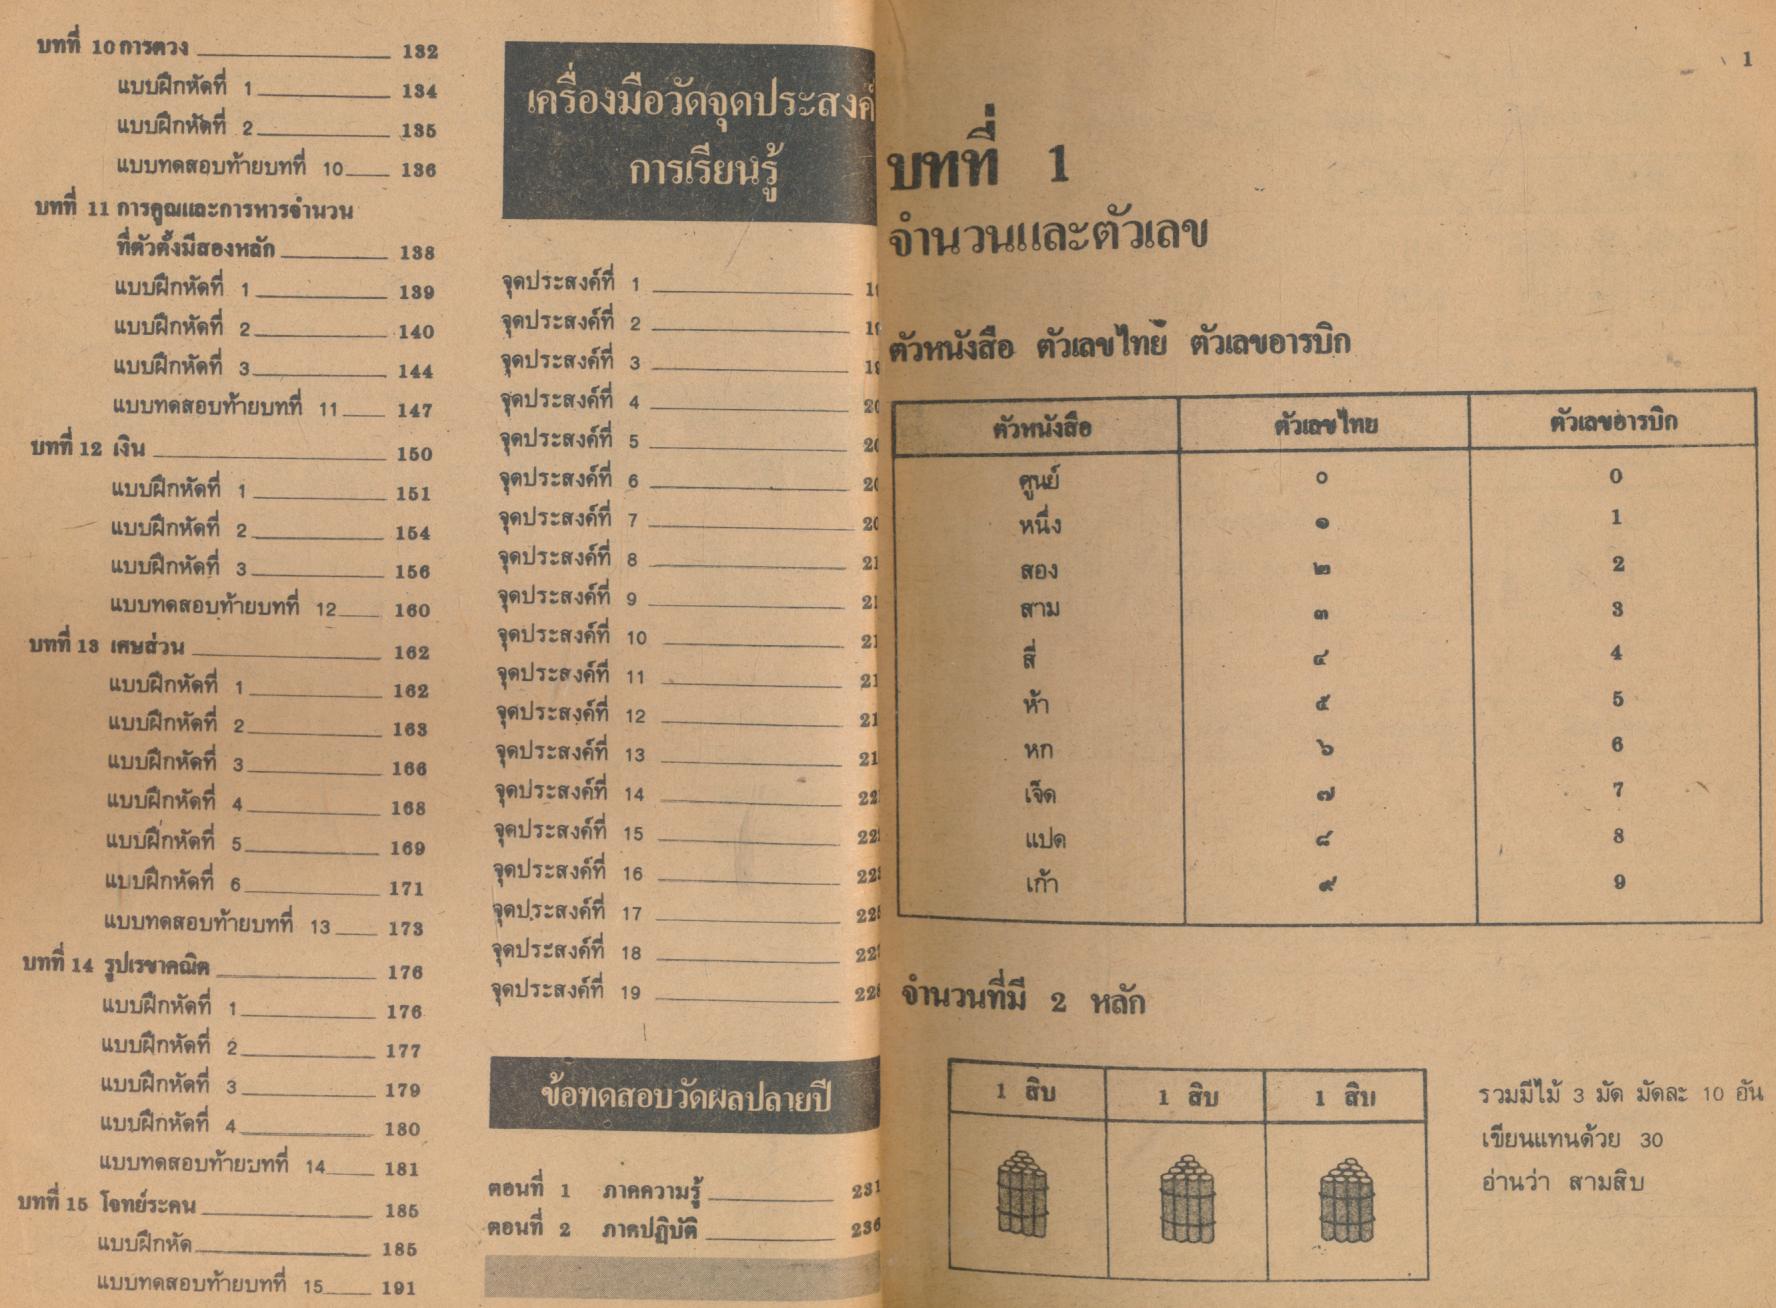 บทที่ 10 การตวง 132
แบบฝึกหัดที่ 1 134
แบบฝึกหัดที่ 2 135
แบบทดสอบท้ายบทที่ 10 136
บทที่ 11 การคูณและการหารจำนวน
ที่ตัวตั้งมีสองหลัก 138
แบบฝึกหัดที่ 1 139
แบบฝึกหัดที่ 2 140
แบบฝึกหัดที่ 3 144
แบบทดสอบท้ายบทที่ 11 147
บทที่ 12 เงิน 150
แบบฝึกหัดที่ 1 151
แบบฝึกหัดที่ 2 154
แบบฝึกหัดที่ 3 156
แบบทดสอบท้ายบทที่ 12 160
บทที่ 13 เศษส่วน 162
แบบฝึกหัดที่ 1 162
แบบฝึกหัดที่ 2 163
แบบฝึกหัดที่ 3 166
แบบฝึกหัดที่ 4 168
แบบฝึกหัดที่ 5 169
แบบฝึกหัดที่ 6 171
แบบทดสอบท้ายบทที่ 13 173
บทที่ 14 รูปเรขาคณิต 176
แบบฝึกหัดที่ 1 176
แบบฝึกหัดที่ 2 177
แบบฝึกหัดที่ 3 179
แบบฝึกหัดที่ 4 180
แบบทดสอบท้ายบทที่ 14 181
บทที่ 15 โจทย์ระคน 185
แบบฝึกหัด 185
แบบทดสอบท้ายบทที่ 15 191
เครื่องมือวัดจุดประสงค์
การเรียนรู้
จุดประสงค์ที่ 1
จุดประสงค์ที่ 2
จุดประสงค์ที่ 3
จุดประสงค์ที่ 4
จุดประสงค์ที่ 5
จุดประสงค์ที่ 6
จุดประสงค์ที่ 7
จุดประสงค์ที่ 8
จุดประสงค์ที่ 9
จุดประสงค์ที่ 10
จุดประสงค์ที่ 11
จุดประสงค์ที่ 12
จุดประสงค์ที่ 13
จุดประสงค์ที่ 14
จุดประสงค์ที่ 15
จุดประสงค์ที่ 16
จุดประสงค์ที่ 17
จุดประสงค์ที่ 18
จุดประสงค์ที่ 19
ข้อทดสอบวัดผลปลายปี
ตอนที่ 1 ภาคความรู้ 231
ตอนที่ 2 ภาคปฏิบัติ 236
1
บทที่ 1
จำนวนและตัวเลข
ตัวหนังสือ ตัวเลขไทย ตัวเลขอารบิก
ตัวหนังสือ ตัวเลขไทย ตัวเลขอารบิก
ศูนย์ ๐ 0
หนึ่ง ๑ 1
สอง ๒ 2
สาม ๓ 3
สี่ ๔ 4
ห้า ๕ 5
หก ๖ 6
เจ็ด ๗ 7
แปด ๘ 8
เก้า ๙ 9
จำนวนที่มี 2 หลัก
1 สิบ 1 สิบ 1 สิบ
รวมมีไม้ 3 มัด มัดละ 10 อัน
เขียนแทนด้วย 30
อ่านว่า สามสิบ